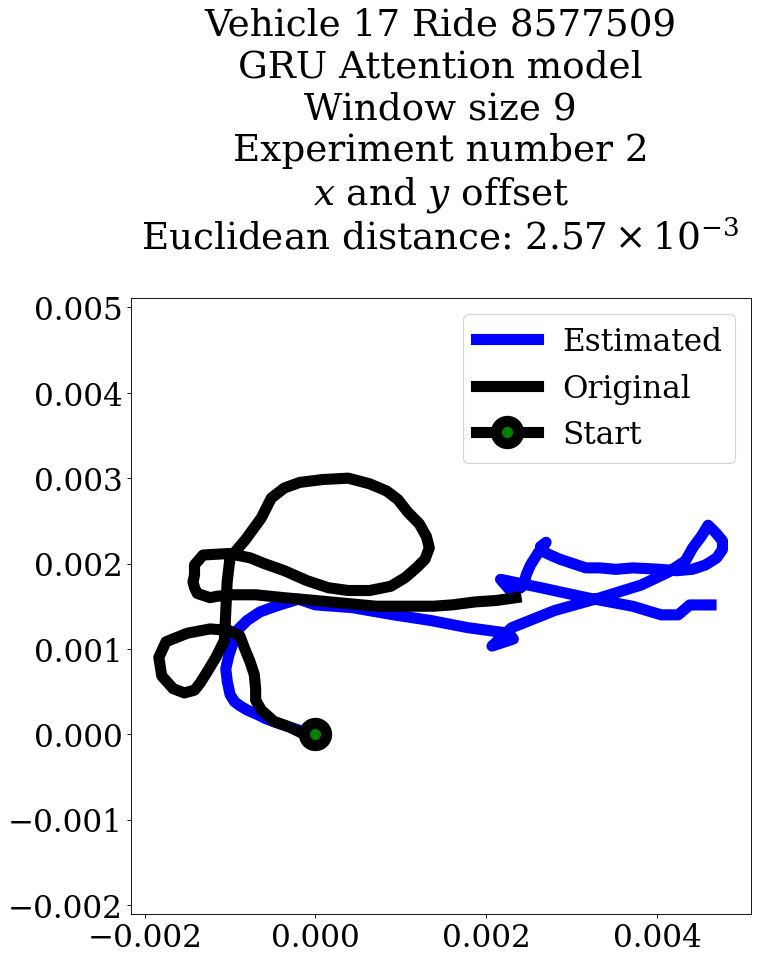 Vehicle 17 Ride 8577509
GRU Attention model
Window size 9
Experiment number 2
x and y offset
Euclidean distance: 2.57 × 10⁻³
Estimated
Original
Start
0.005
0.004
0.003
0.002
0.001
0.000
−0.001
−0.002
−0.002 0.000 0.002 0.004